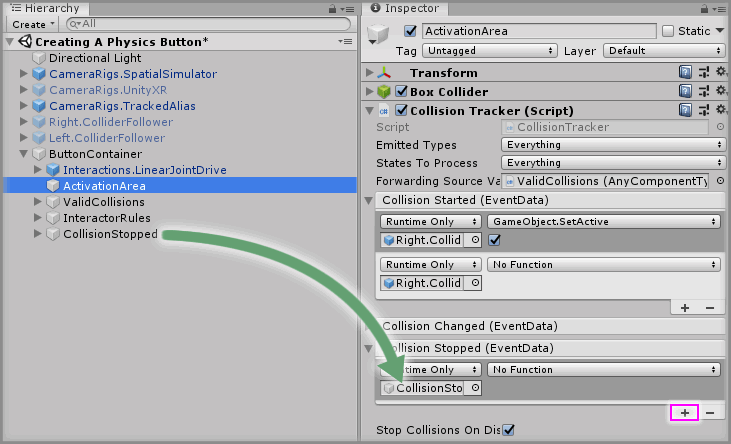 Hierarchy
Create
All
Creating A Physics Button*
Directional Light
CameraRigs.SpatialSimulator
CameraRigs.UnityXR
CameraRigs.TrackedAlias
Right.ColliderFollower
Left.ColliderFollower
ButtonContainer
Interactions.LinearJointDrive
ActivationArea
ValidCollisions
InteractorRules
CollisionStopped
Inspector
ActivationArea
Static
Tag Untagged Layer Default
Transform
Box Collider
Collision Tracker (Script)
Script CollisionTracker
Emitted Types Everything
States To Process Everything
Forwarding Source Va ValidCollisions (AnyComponentTy
Collision Started (EventData)
Runtime Only GameObject.SetActive
Right.Collid
Runtime Only No Function
Right.Collid
+ −
Collision Changed (EventData)
Collision Stopped (EventData)
ntime Only No Function
CollisionSto
+ −
Stop Collisions On Dis